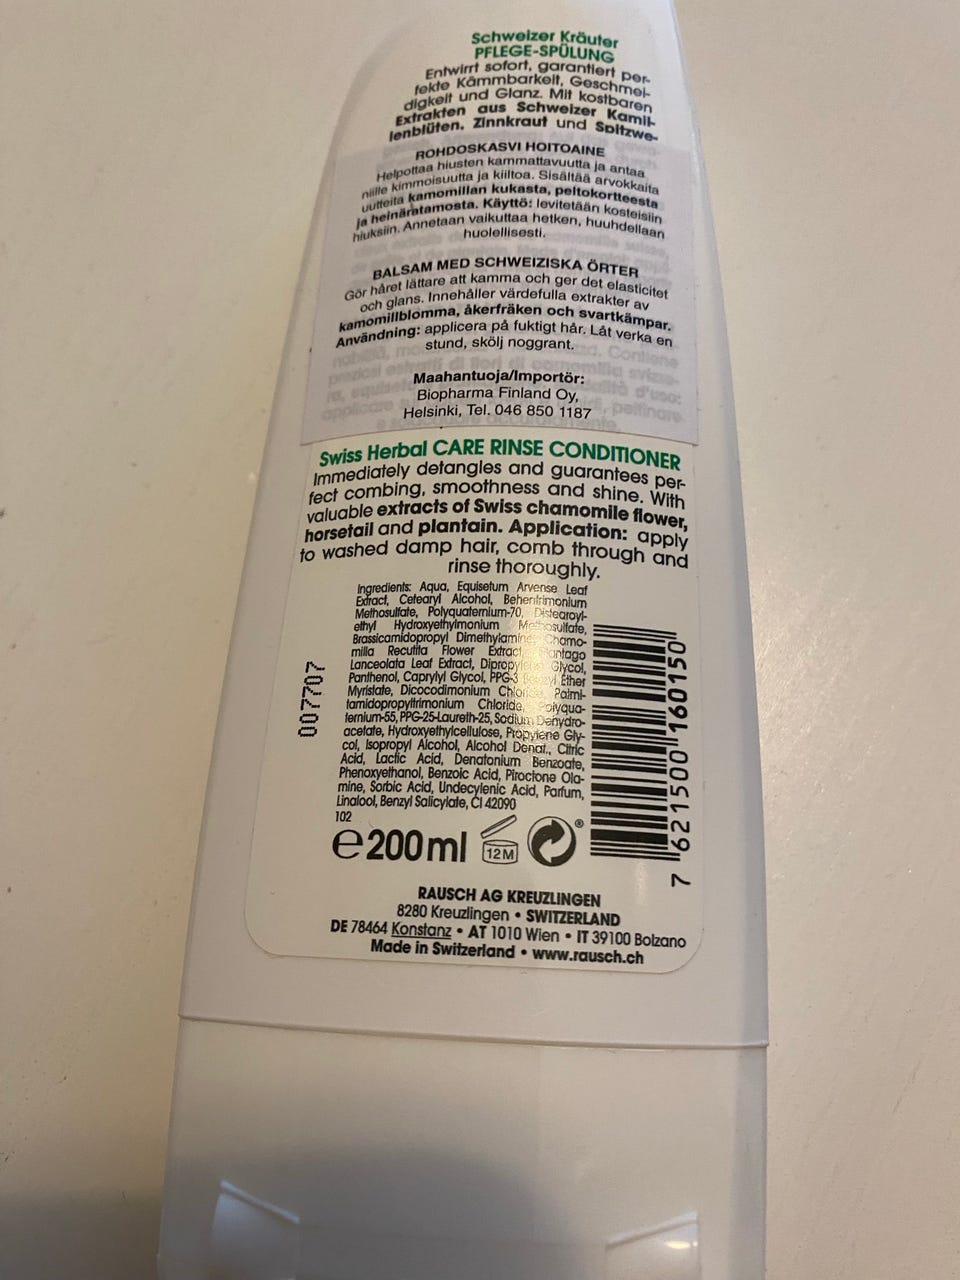 Schweizer Kräuter
PFLEGE-SPÜLUNG
Entwirrt sofort, garantiert per-
fekte Kämmbarkeit, Geschmei-
digkeit und Glanz. Mit kostbaren
Extrakten aus Schweizer Kamil-
lenblüten, Zinnkraut und Spitzwe-
ROHDOSKASVI HOITOAINE
Helpottaa hiusten kammattavuutta ja antaa
niille kimmoisuutta ja kiiltoa. Sisältää arvokkaita
uutteita kamomillan kukasta, peltokortteesta
ja heinäratamosta. Käyttö: levitetään kosteisiin
hiuksiin. Annetaan vaikuttaa hetken, huuhdellaan
huolellisesti.
BALSAM MED SCHWEIZISKA ÖRTER
Gör håret lättare att kamma och ger det elasticitet
och glans. Innehåller värdefulla extrakter av
kamomillblomma, åkerfräken och svartkämpar.
Användning: applicera på fuktigt hår. Låt verka en
stund, skölj noggrant.
Maahantuoja/Importör:
Biopharma Finland Oy,
Helsinki, Tel. 046 850 1187
Swiss Herbal CARE RINSE CONDITIONER
Immediately detangles and guarantees per-
fect combing, smoothness and shine. With
valuable extracts of Swiss chamomile flower,
horsetail and plantain. Application: apply
to washed damp hair, comb through and
rinse thoroughly.
Ingredients: Aqua, Equisetum Arvense Leaf
Extract, Cetearyl Alcohol, Behentrimonium
Methosulfate, Polyquaternium-70, Distearoyl-
ethyl Hydroxyethylmonium Methosulfate,
Brassicamidopropyl Dimethylamine, Chamo-
milla Recutita Flower Extract, Plantago
Lanceolata Leaf Extract, Dipropylene Glycol,
Panthenol, Caprylyl Glycol, PPG-3 Benzyl Ether
Myristate, Dicocodimonium Chloride, Palmi-
tamidopropyltrimonium Chloride, Polyqua-
ternium-55, PPG-25-Laureth-25, Sodium Dehydro-
acetate, Hydroxyethylcellulose, Propylene Gly-
col, Isopropyl Alcohol, Alcohol Denat., Citric
Acid, Lactic Acid, Denatonium Benzoate,
Phenoxyethanol, Benzoic Acid, Piroctone Ola-
mine, Sorbic Acid, Undecylenic Acid, Parfum,
Linalool, Benzyl Salicylate, CI 42090
102
007707
7 621500 160150
e 200 ml 12M ®
RAUSCH AG KREUZLINGEN
8280 Kreuzlingen • SWITZERLAND
DE 78464 Konstanz • AT 1010 Wien • IT 39100 Bolzano
Made in Switzerland • www.rausch.ch